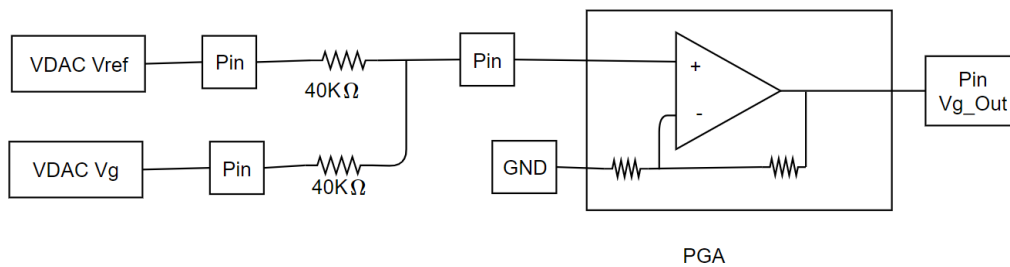 VDAC Vref
Pin
40KΩ
Pin
+
-
Pin
Vg_Out
VDAC Vg
Pin
40KΩ
GND
PGA